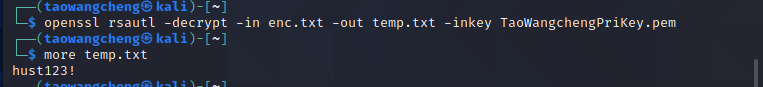 ┌──(taowangcheng㉿kali)-[~]
└─$ openssl rsautl -decrypt -in enc.txt -out temp.txt -inkey TaoWangchengPriKey.pem
┌──(taowangcheng㉿kali)-[~]
└─$ more temp.txt
hust123!
┌──(taowangcheng㉿kali)-[~]